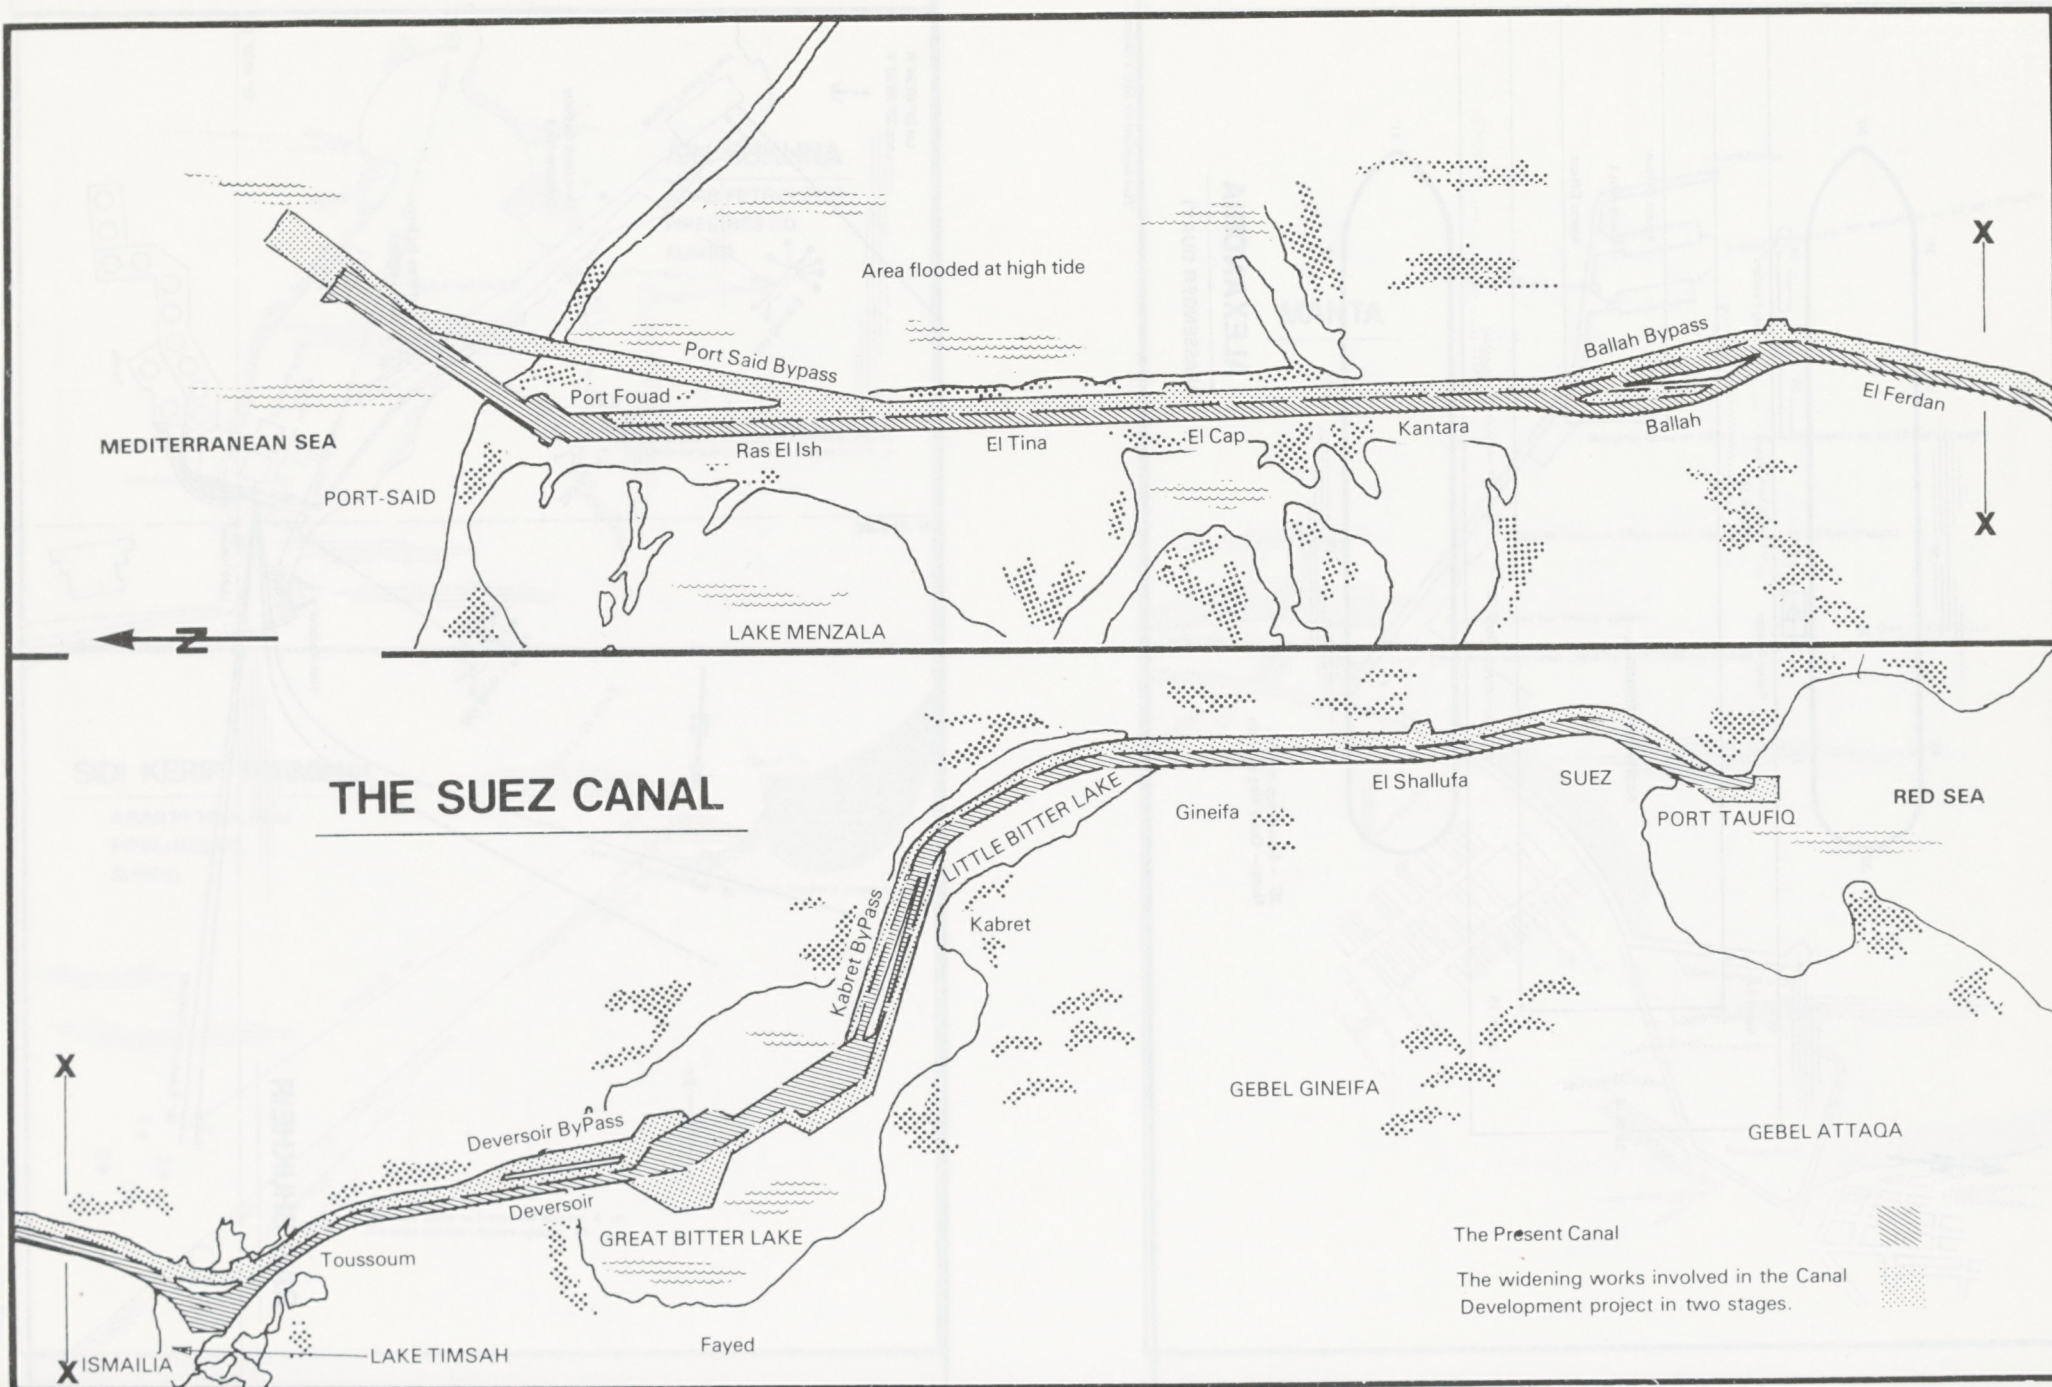 Area flooded at high tide
X
Ballah Bypass
Port Said Bypass
Port Fouad
El Ferdan
MEDITERRANEAN SEA
Ras El Ish
El Tina
El Cap
Kantara
Ballah
PORT-SAID
X
N
LAKE MENZALA
THE SUEZ CANAL
LITTLE BITTER LAKE
Gineifa
El Shallufa
SUEZ
PORT TAUFIQ
RED SEA
Kabret ByPass
Kabret
X
GEBEL GINEIFA
GEBEL ATTAQA
Deversoir ByPass
Deversoir
GREAT BITTER LAKE
Toussoum
The Present Canal
The widening works involved in the Canal
Development project in two stages.
Fayed
X ISMAILIA
LAKE TIMSAH